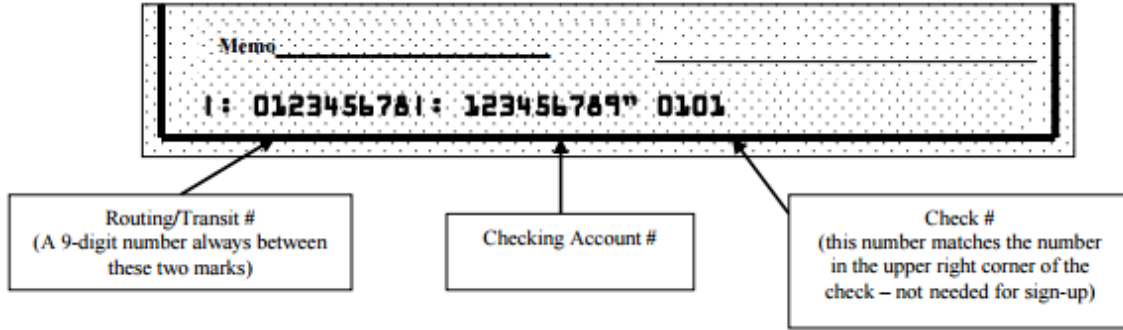 Memo
|: 012345678|: 123456789" 0101
Routing/Transit #
(A 9-digit number always between
these two marks)
Checking Account #
Check #
(this number matches the number
in the upper right corner of the
check – not needed for sign-up)